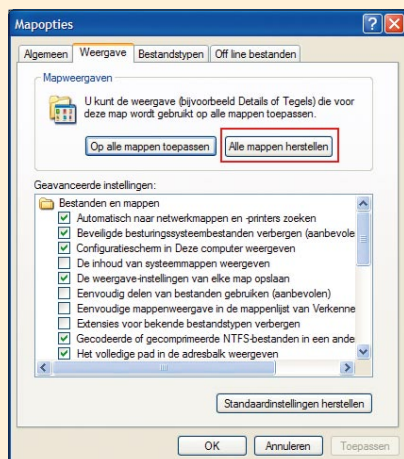 Mapopties
Algemeen Weergave Bestandstypen Off line bestanden
Mapweergaven
U kunt de weergave (bijvoorbeeld Details of Tegels) die voor
deze map wordt gebruikt op alle mappen toepassen.
Op alle mappen toepassen Alle mappen herstellen
Geavanceerde instellingen:
Bestanden en mappen
Automatisch naar netwerkmappen en -printers zoeken
Beveiligde besturingssysteembestanden verbergen (aanbevole
Configuratiescherm in Deze computer weergeven
De inhoud van systeemmappen weergeven
De weergave-instellingen van elke map opslaan
Eenvoudig delen van bestanden gebruiken (aanbevolen)
Eenvoudige mappenweergave in de mappenlijst van Verkenne
Extensies voor bekende bestandstypen verbergen
Gecodeerde of gecomprimeerde NTFS-bestanden in een ande
Het volledige pad in de adresbalk weergeven
Standaardinstellingen herstellen
OK Annuleren Toepassen